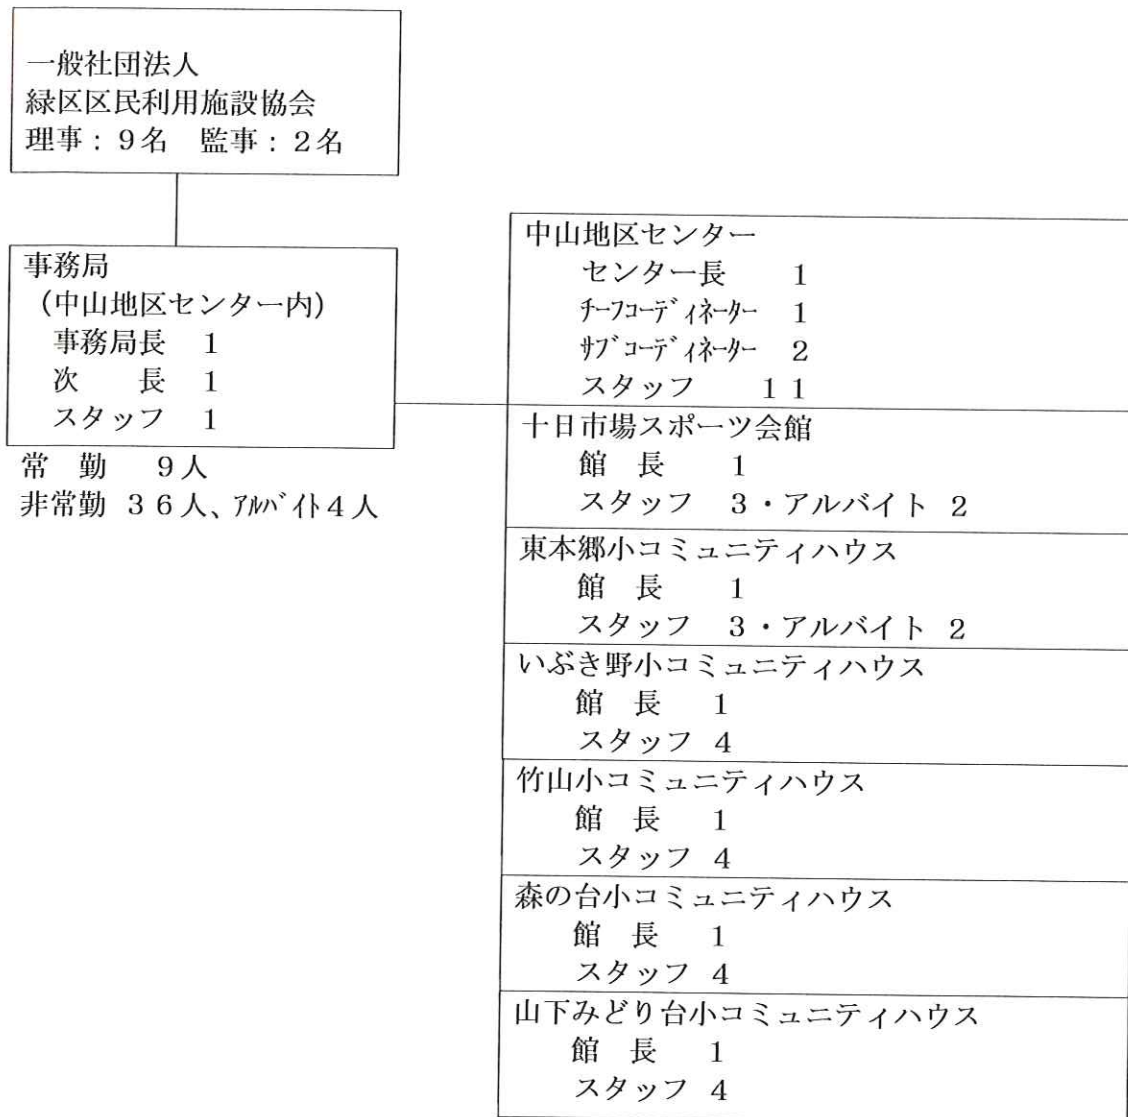 一般社団法人
緑区区民利用施設協会
理事：９名　監事：２名
事務局
（中山地区センター内）
事務局長　１
次　　長　１
スタッフ　１
常　勤　　９人
非常勤　３６人、ｱﾙﾊﾞｲﾄ４人
中山地区センター
センター長　　１
ﾁｰﾌｺｰﾃﾞｨﾈｰﾀｰ　１
ｻﾌﾞｺｰﾃﾞｨﾈｰﾀｰ　２
スタッフ　　１１
十日市場スポーツ会館
館　長　　１
スタッフ　３・アルバイト　２
東本郷小コミュニティハウス
館　長　　１
スタッフ　３・アルバイト　２
いぶき野小コミュニティハウス
館　長　　１
スタッフ　４
竹山小コミュニティハウス
館　長　　１
スタッフ　４
森の台小コミュニティハウス
館　長　　１
スタッフ　４
山下みどり台小コミュニティハウス
館　長　　１
スタッフ　４